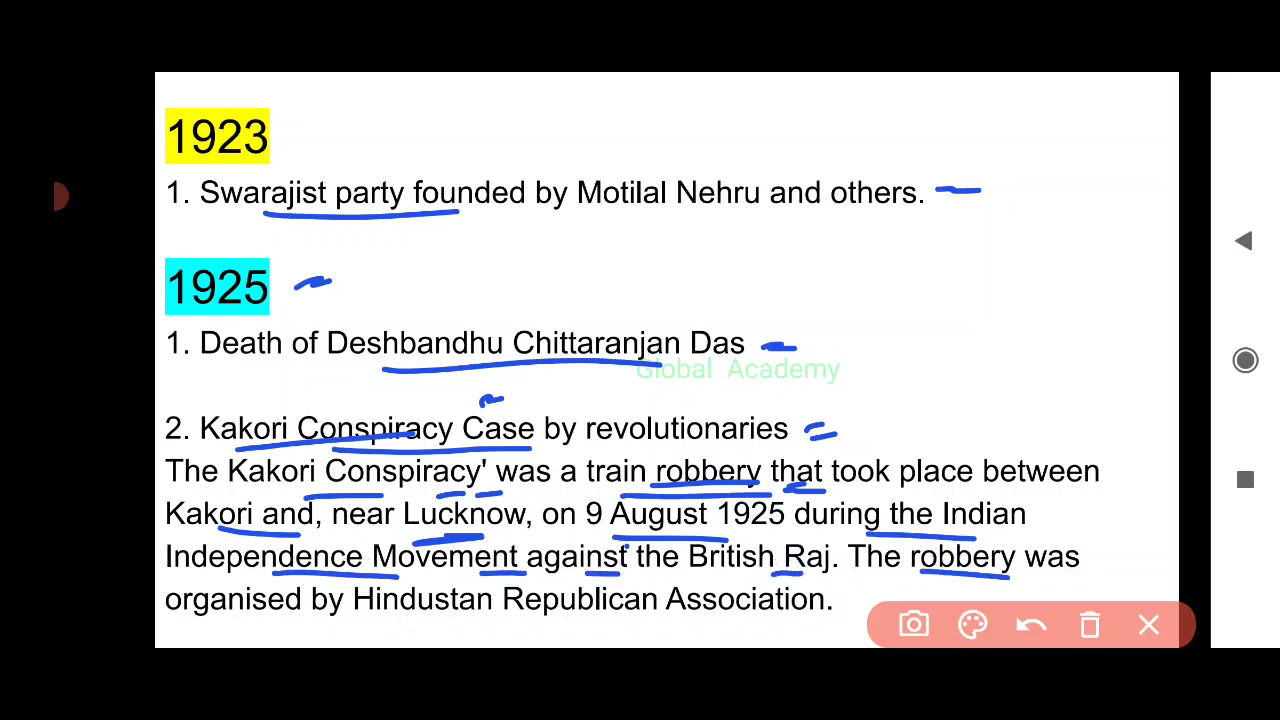 1923
1. Swarajist party founded by Motilal Nehru and others.
1925
1. Death of Deshbandhu Chittaranjan Das
Global Academy
2. Kakori Conspiracy Case by revolutionaries
The Kakori Conspiracy' was a train robbery that took place between
Kakori and, near Lucknow, on 9 August 1925 during the Indian
Independence Movement against the British Raj. The robbery was
organised by Hindustan Republican Association.